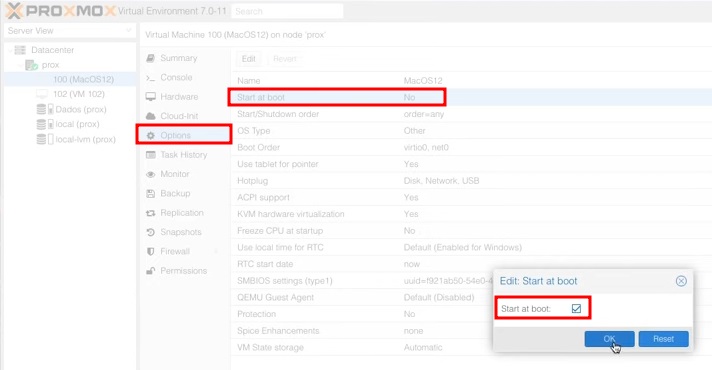 PROXMOX Virtual Environment 7.0-11 Search
Server View
Virtual Machine 100 (MacOS12) on node 'prox'
Datacenter
prox
100 (MacOS12)
102 (VM 102)
Dados (prox)
local (prox)
local-lvm (prox)
Summary
Console
Hardware
Cloud-Init
Options
Task History
Monitor
Backup
Replication
Snapshots
Firewall
Permissions
Edit Revert
Name MacOS12
Start at boot No
Start/Shutdown order order=any
OS Type Other
Boot Order virtio0, net0
Use tablet for pointer Yes
Hotplug Disk, Network, USB
ACPI support Yes
KVM hardware virtualization Yes
Freeze CPU at startup No
Use local time for RTC Default (Enabled for Windows)
RTC start date now
SMBIOS settings (type1) uuid=f921ab50-54e0-4
QEMU Guest Agent Default (Disabled)
Protection No
Spice Enhancements none
VM State storage Automatic
Edit: Start at boot
Start at boot:
OK Reset